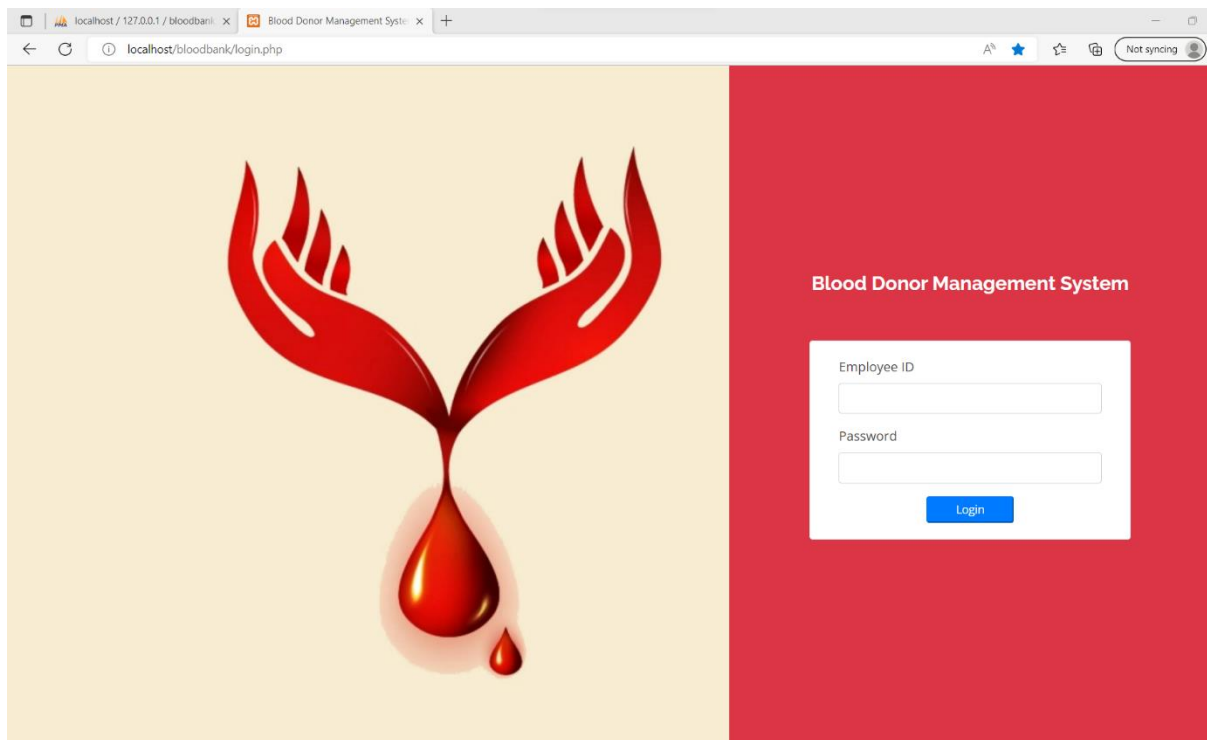 localhost / 127.0.0.1 / bloodbank
Blood Donor Management Syste
localhost/bloodbank/login.php
Not syncing
Blood Donor Management System
Employee ID
Password
Login